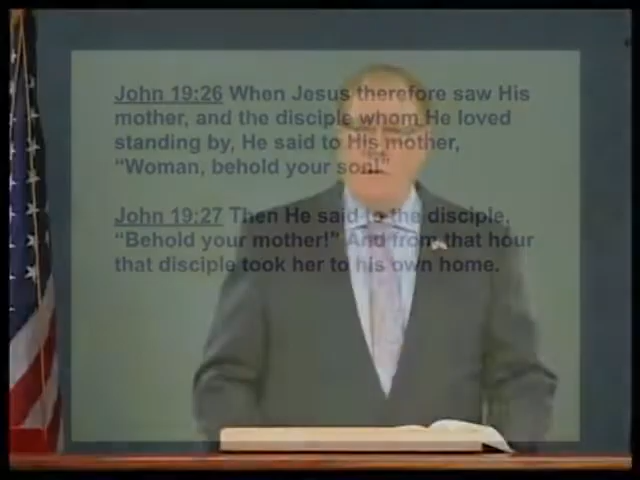 John 19:26 When Jesus therefore saw His
mother, and the disciple whom He loved
standing by, He said to His mother,
“Woman, behold your son!”
John 19:27 Then He said to the disciple,
“Behold your mother!” And from that hour
that disciple took her to his own home.